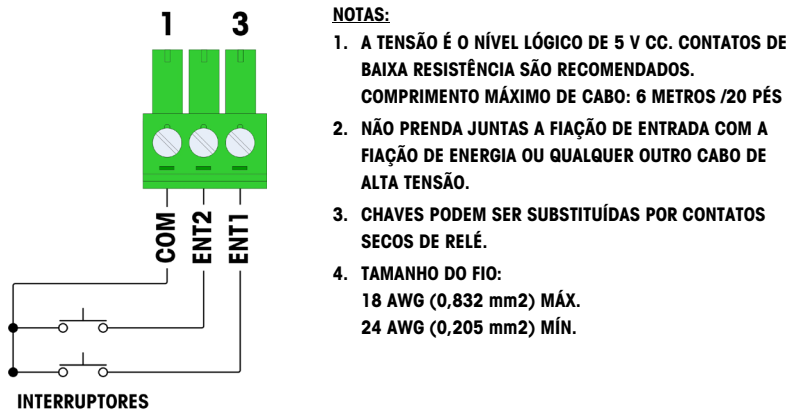 1 3
COM
ENT2
ENT1
INTERRUPTORES
NOTAS:
1. A TENSÃO É O NÍVEL LÓGICO DE 5 V CC. CONTATOS DE
BAIXA RESISTÊNCIA SÃO RECOMENDADOS.
COMPRIMENTO MÁXIMO DE CABO: 6 METROS /20 PÉS
2. NÃO PRENDA JUNTAS A FIAÇÃO DE ENTRADA COM A
FIAÇÃO DE ENERGIA OU QUALQUER OUTRO CABO DE
ALTA TENSÃO.
3. CHAVES PODEM SER SUBSTITUÍDAS POR CONTATOS
SECOS DE RELÉ.
4. TAMANHO DO FIO:
18 AWG (0,832 mm2) MÁX.
24 AWG (0,205 mm2) MÍN.